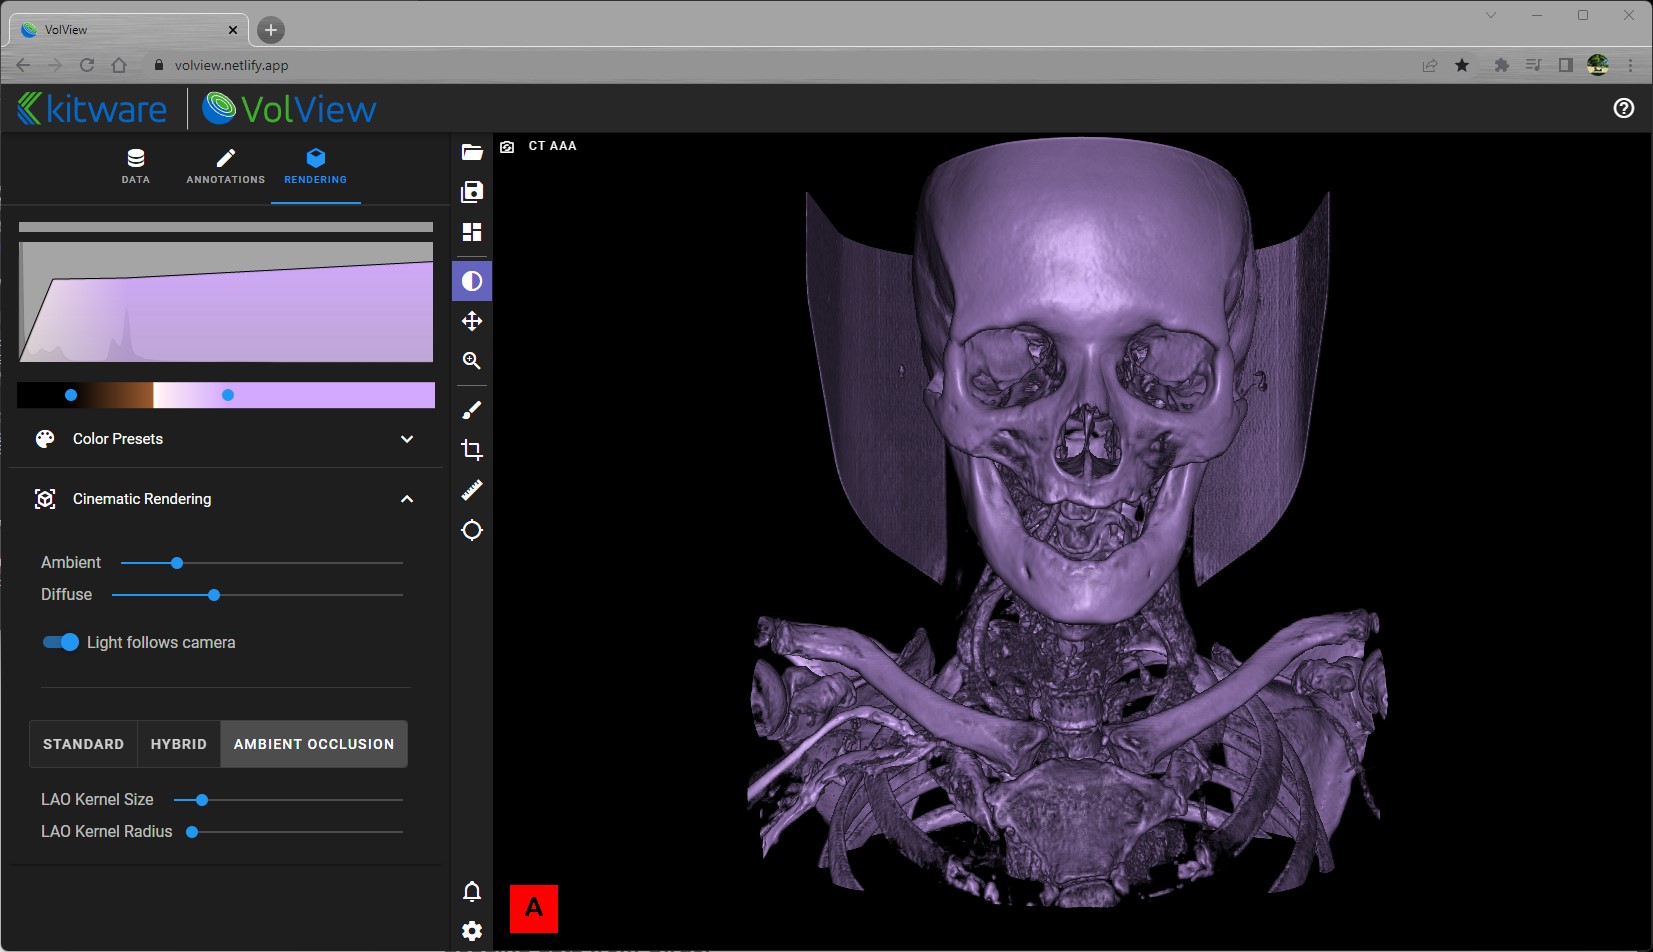 VolView
volview.netlify.app
kitware VolView
DATA
ANNOTATIONS
RENDERING
CT AAA
Color Presets
Cinematic Rendering
Ambient
Diffuse
Light follows camera
STANDARD
HYBRID
AMBIENT OCCLUSION
LAO Kernel Size
LAO Kernel Radius
A